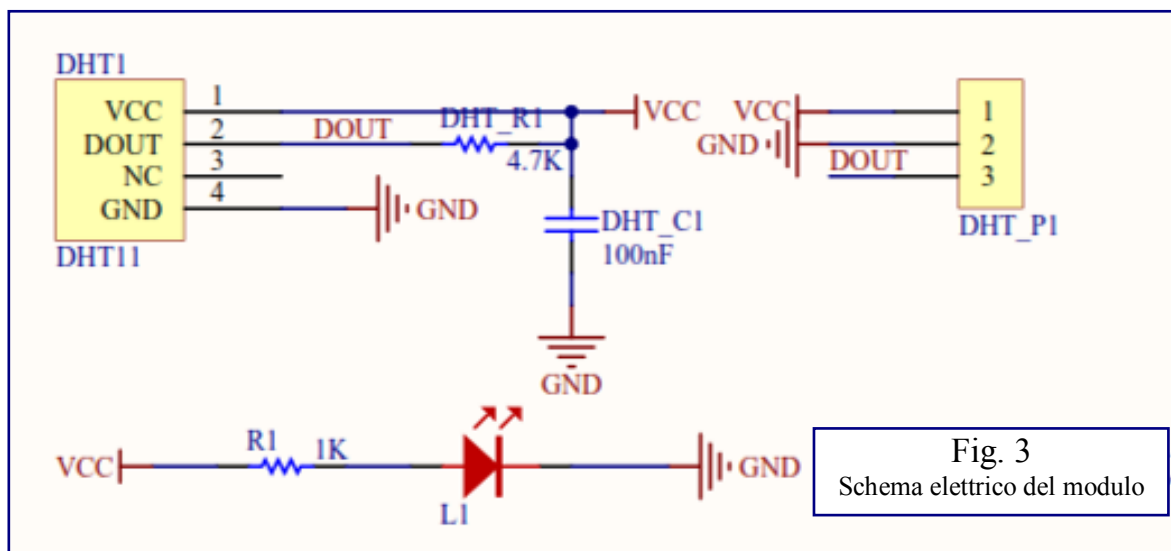 DHT1
VCC 1
DOUT 2
NC 3
GND 4
DHT11
DOUT
DHT_R1
4.7K
VCC
GND
DHT_C1
100nF
GND
VCC
GND
DOUT
1
2
3
DHT_P1
VCC
R1
1K
L1
GND
Fig. 3
Schema elettrico del modulo